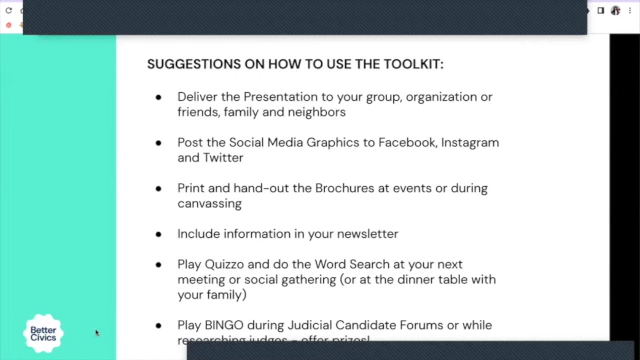 SUGGESTIONS ON HOW TO USE THE TOOLKIT:
● Deliver the Presentation to your group, organization or
friends, family and neighbors
● Post the Social Media Graphics to Facebook, Instagram
and Twitter
● Print and hand-out the Brochures at events or during
canvassing
● Include information in your newsletter
● Play Quizzo and do the Word Search at your next
meeting or social gathering (or at the dinner table with
your family)
● Play BINGO during Judicial Candidate Forums or while
researching judges - offer prizes!
Better
Civics